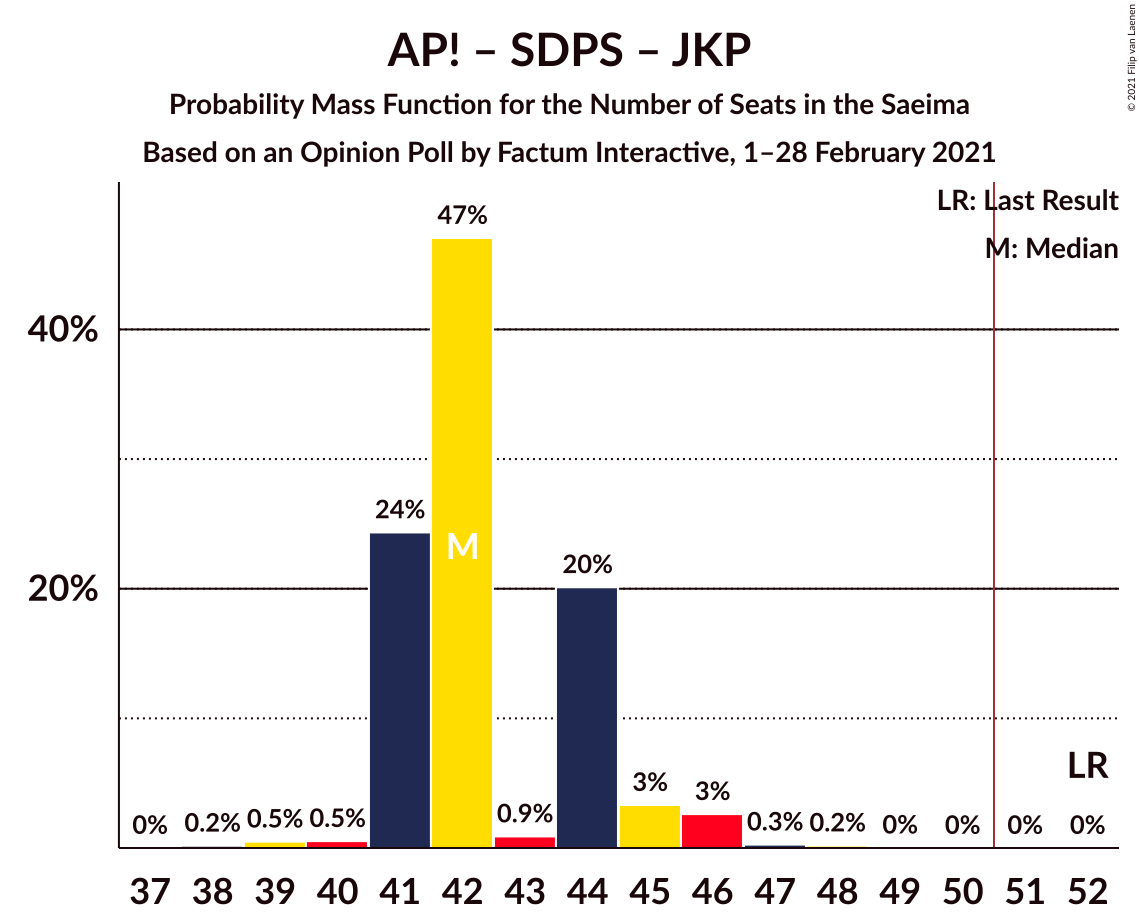 AP! – SDPS – JKP
Probability Mass Function for the Number of Seats in the Saeima
Based on an Opinion Poll by Factum Interactive, 1–28 February 2021
© 2021 Filip van Laenen
LR: Last Result
M: Median
47%
40%
24%
M
20%
20%
LR
0% 0.2% 0.5% 0.5% 0.9% 3% 3% 0.3% 0.2% 0% 0% 0% 0%
37 38 39 40 41 42 43 44 45 46 47 48 49 50 51 52